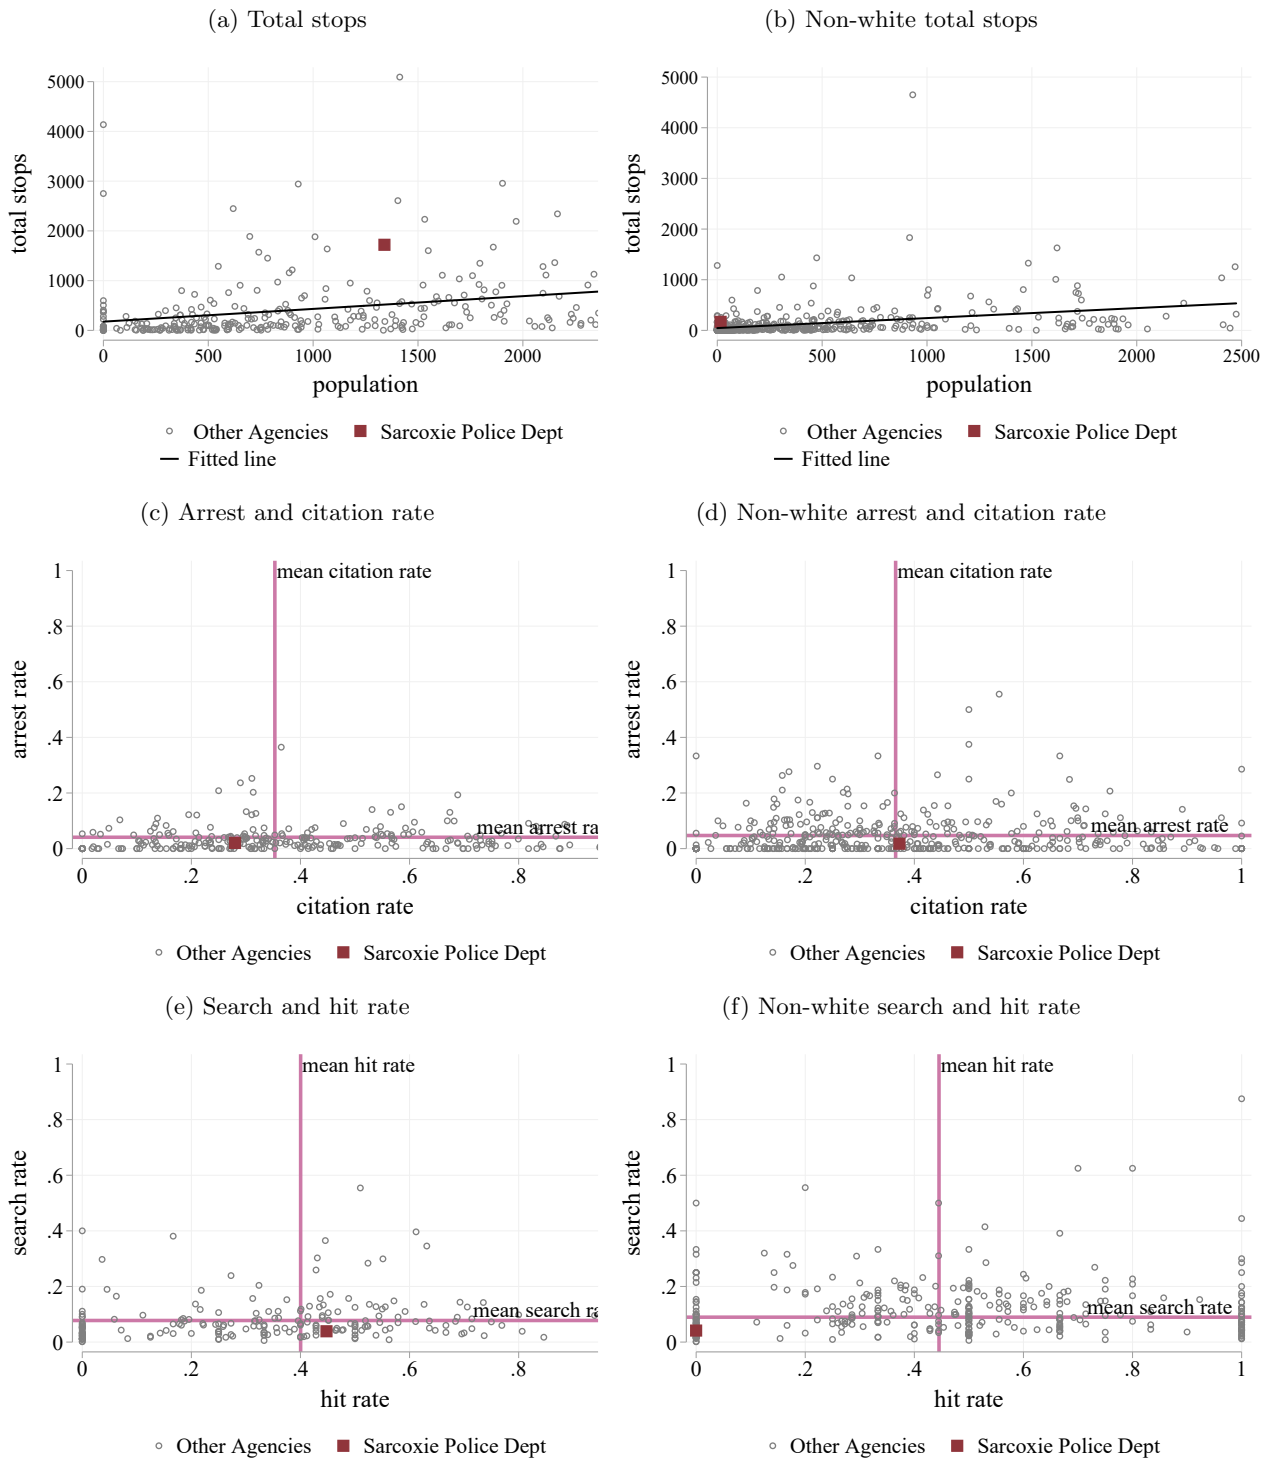 (a) Total stops
(b) Non-white total stops
total stops
5000
4000
3000
2000
1000
0
0 500 1000 1500 2000
population
Other Agencies Sarcoxie Police Dept
Fitted line
total stops
5000
4000
3000
2000
1000
0
0 500 1000 1500 2000 2500
population
Other Agencies Sarcoxie Police Dept
Fitted line
(c) Arrest and citation rate
(d) Non-white arrest and citation rate
arrest rate
1
.8
.6
.4
.2
0
mean citation rate
mean arrest ra
0 .2 .4 .6 .8
citation rate
Other Agencies Sarcoxie Police Dept
arrest rate
1
.8
.6
.4
.2
0
mean citation rate
mean arrest rate
0 .2 .4 .6 .8 1
citation rate
Other Agencies Sarcoxie Police Dept
(e) Search and hit rate
(f) Non-white search and hit rate
search rate
1
.8
.6
.4
.2
0
mean hit rate
mean search ra
0 .2 .4 .6 .8
hit rate
Other Agencies Sarcoxie Police Dept
search rate
1
.8
.6
.4
.2
0
mean hit rate
mean search rate
0 .2 .4 .6 .8 1
hit rate
Other Agencies Sarcoxie Police Dept